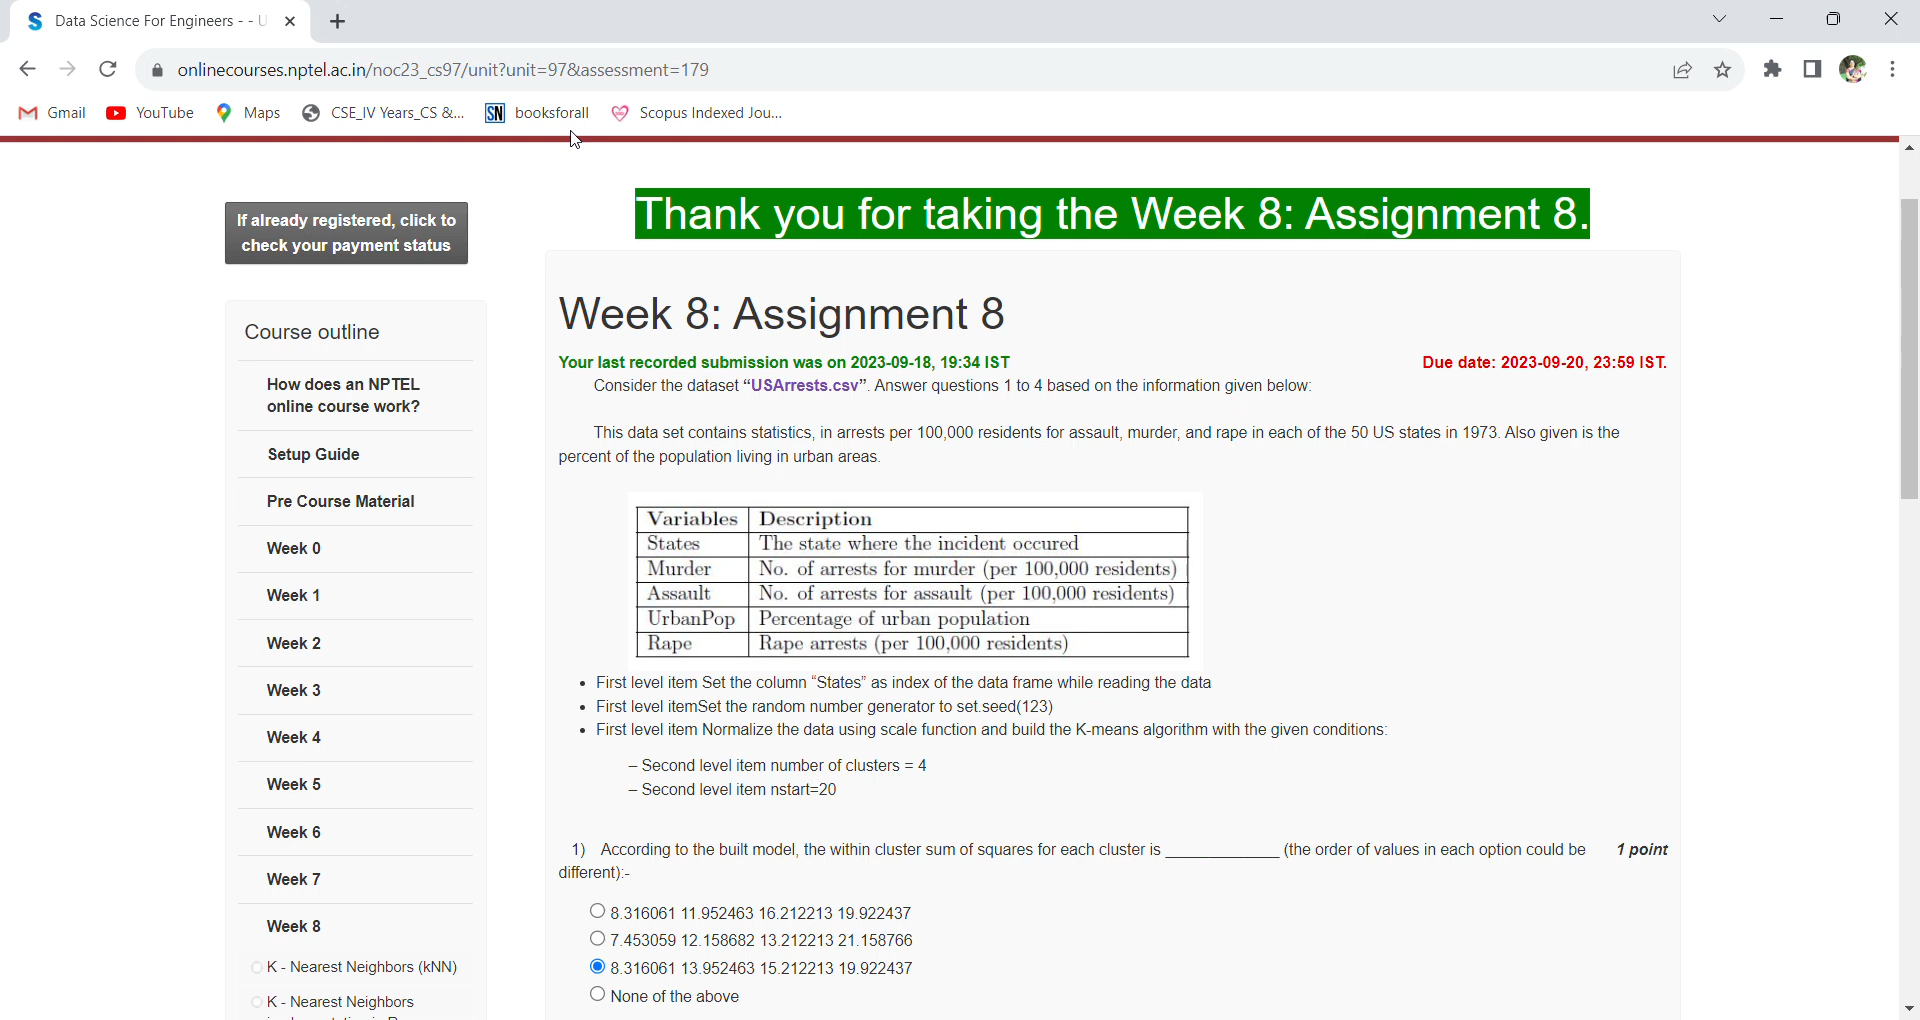 Data Science For Engineers - - U
onlinecourses.nptel.ac.in/noc23_cs97/unit?unit=97&assessment=179
Gmail YouTube Maps CSE_IV Years_CS &... SN booksforall Scopus Indexed Jou...
If already registered, click to
check your payment status
Thank you for taking the Week 8: Assignment 8.
Course outline
How does an NPTEL
online course work?
Setup Guide
Pre Course Material
Week 0
Week 1
Week 2
Week 3
Week 4
Week 5
Week 6
Week 7
Week 8
K - Nearest Neighbors (kNN)
K - Nearest Neighbors
Week 8: Assignment 8
Your last recorded submission was on 2023-09-18, 19:34 IST Due date: 2023-09-20, 23:59 IST.
Consider the dataset “USArrests.csv”. Answer questions 1 to 4 based on the information given below:
This data set contains statistics, in arrests per 100,000 residents for assault, murder, and rape in each of the 50 US states in 1973. Also given is the
percent of the population living in urban areas.
Variables Description
States The state where the incident occured
Murder No. of arrests for murder (per 100,000 residents)
Assault No. of arrests for assault (per 100,000 residents)
UrbanPop Percentage of urban population
Rape Rape arrests (per 100,000 residents)
• First level item Set the column “States” as index of the data frame while reading the data
• First level itemSet the random number generator to set.seed(123)
• First level item Normalize the data using scale function and build the K-means algorithm with the given conditions:
– Second level item number of clusters = 4
– Second level item nstart=20
1) According to the built model, the within cluster sum of squares for each cluster is _____________ (the order of values in each option could be 1 point
different):-
8.316061 11.952463 16.212213 19.922437
7.453059 12.158682 13.212213 21.158766
8.316061 13.952463 15.212213 19.922437
None of the above